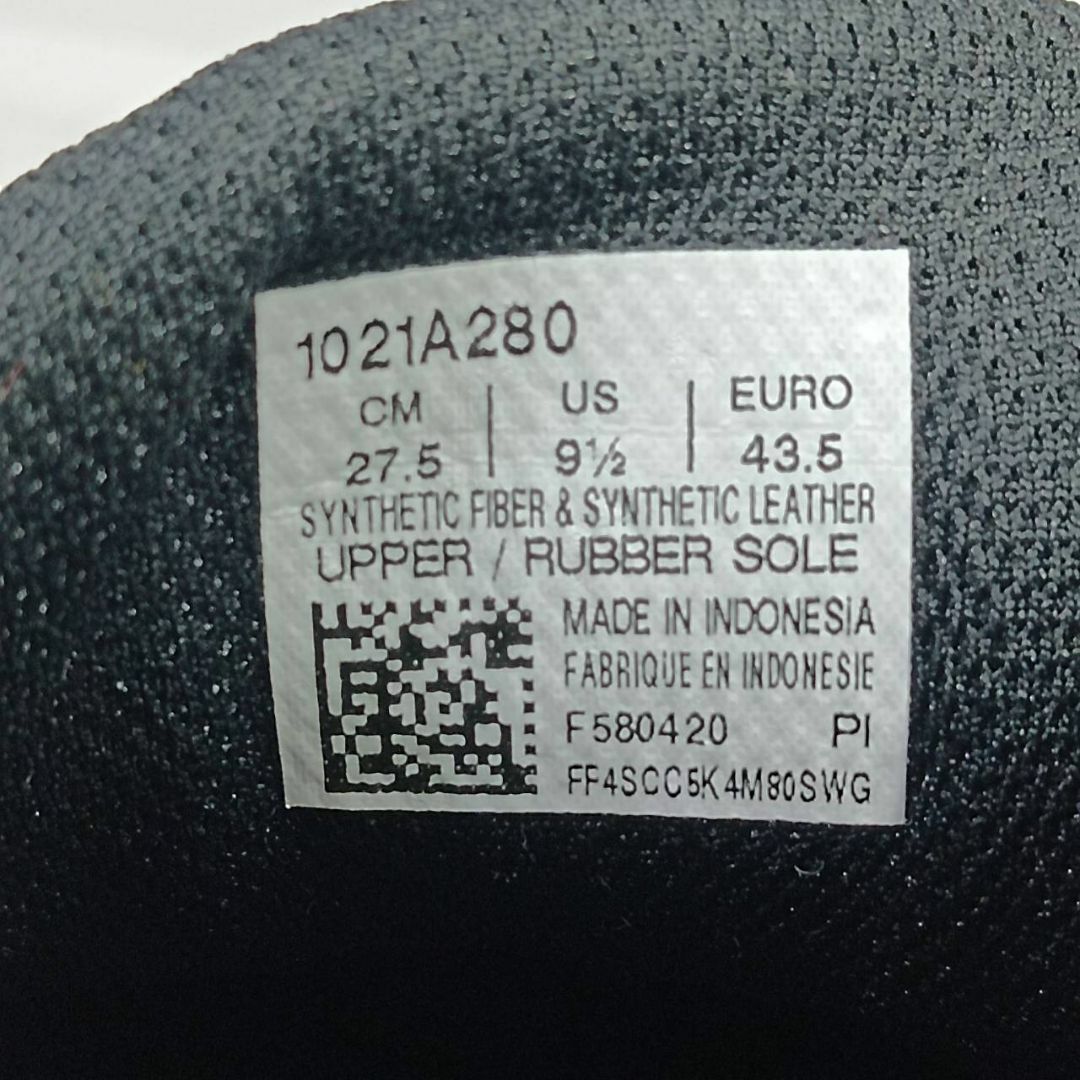 1021A280
CM | US | EURO
27.5 | 9½ | 43.5
SYNTHETIC FIBER & SYNTHETIC LEATHER
UPPER / RUBBER SOLE
MADE IN INDONESIA
FABRIQUE EN INDONESIE
F580420 PI
FF4SCC5K4M80SWG